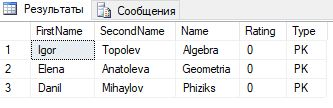 Результаты Сообщения
FirstName SecondName Name Rating Type
1 Igor Topolev Algebra 0 PK
2 Elena Anatoleva Geometria 0 PK
3 Danil Mihaylov Phiziks 0 PK